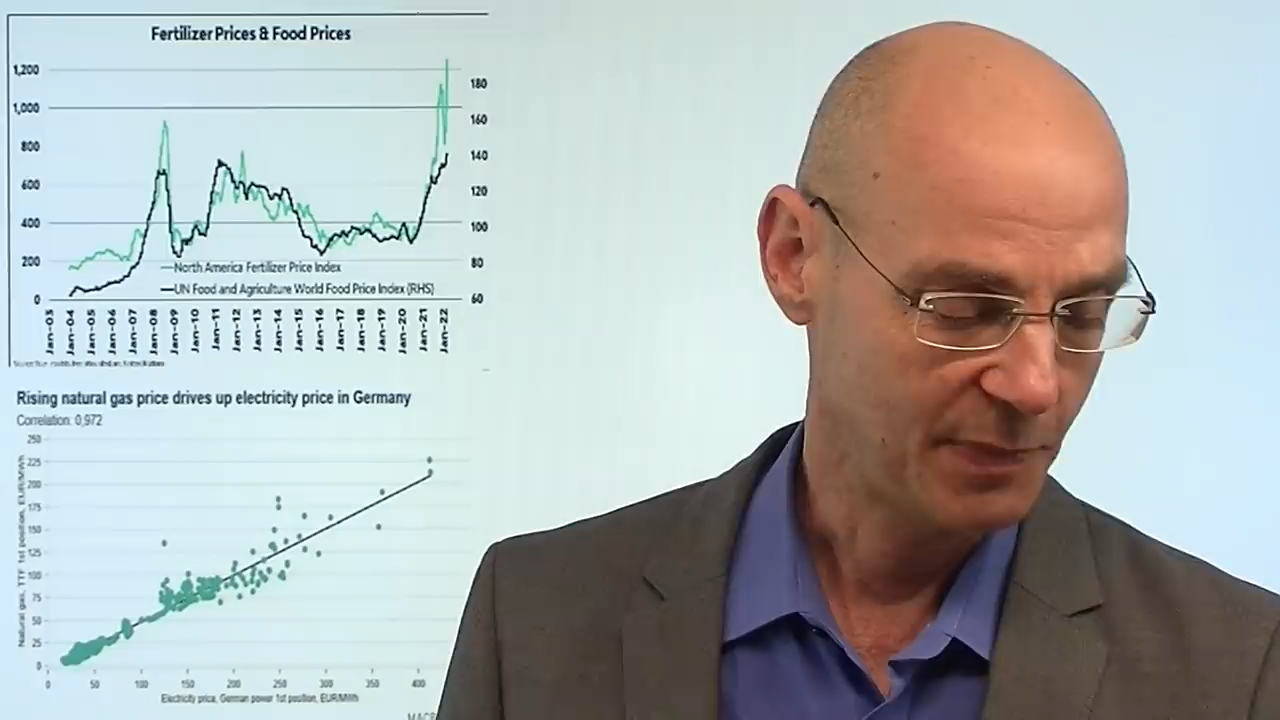 Fertilizer Prices & Food Prices
1,200
1,000
800
600
400
200
0
180
160
140
120
100
80
60
North America Fertilizer Price Index
UN Food and Agriculture World Food Price Index (RHS)
Jan-03
Jan-04
Jan-05
Jan-06
Jan-07
Jan-08
Jan-09
Jan-10
Jan-11
Jan-12
Jan-13
Jan-14
Jan-15
Jan-16
Jan-17
Jan-18
Jan-19
Jan-20
Jan-21
Jan-22
Rising natural gas price drives up electricity price in Germany
Correlation: 0,972
Natural gas, TTF 1st position, EUR/MWh
250
225
200
175
150
125
100
75
50
25
0
0 50 100 150 200 250 300 350 400
Electricity price, German power 1st position, EUR/MWh